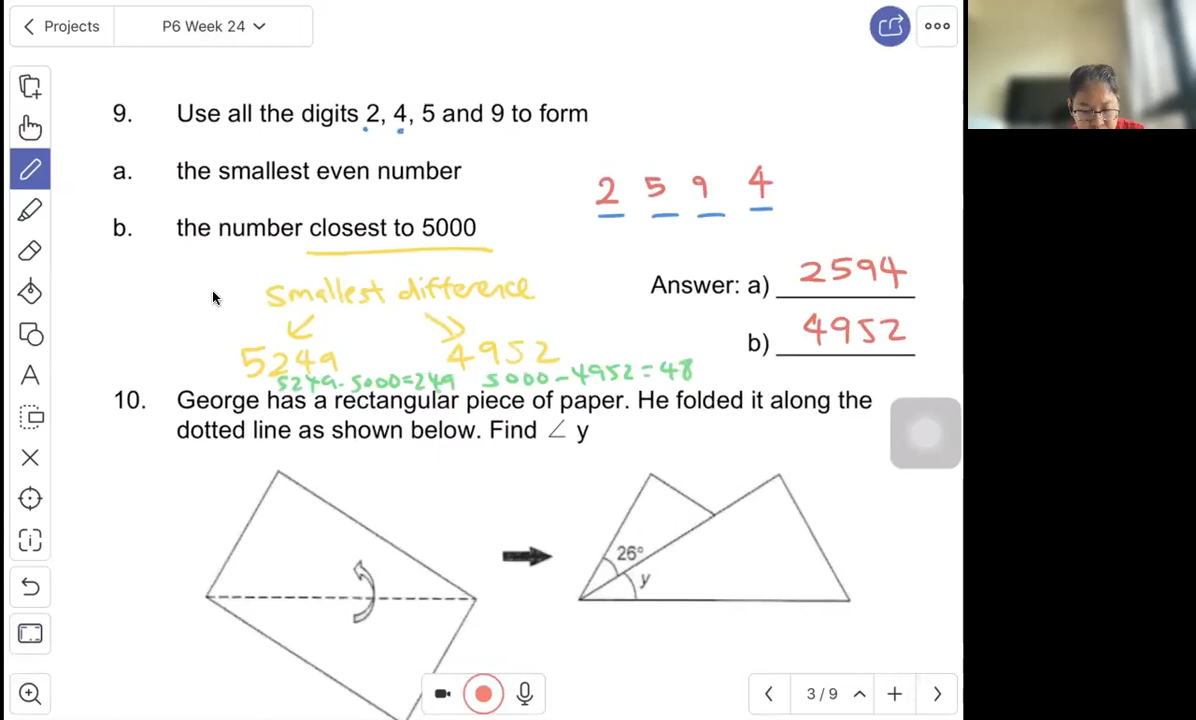 Projects
P6 Week 24
9. Use all the digits 2, 4, 5 and 9 to form
a. the smallest even number
2 5 9 4
b. the number closest to 5000
smallest difference
Answer: a) 2594
5249 4952
b) 4952
5249-5000=249 5000-4952=48
10. George has a rectangular piece of paper. He folded it along the
dotted line as shown below. Find ∠ y
26°
y
3 / 9